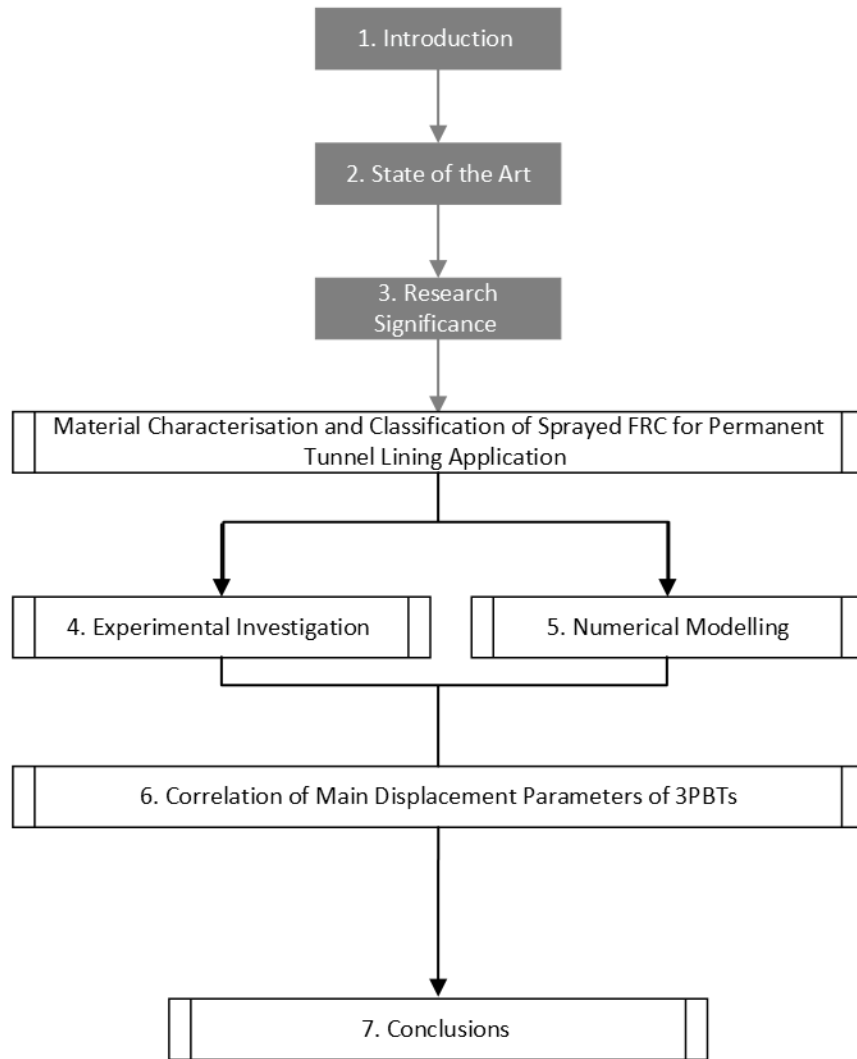 1. Introduction
2. State of the Art
3. Research
Significance
Material Characterisation and Classification of Sprayed FRC for Permanent
Tunnel Lining Application
4. Experimental Investigation
5. Numerical Modelling
6. Correlation of Main Displacement Parameters of 3PBTs
7. Conclusions